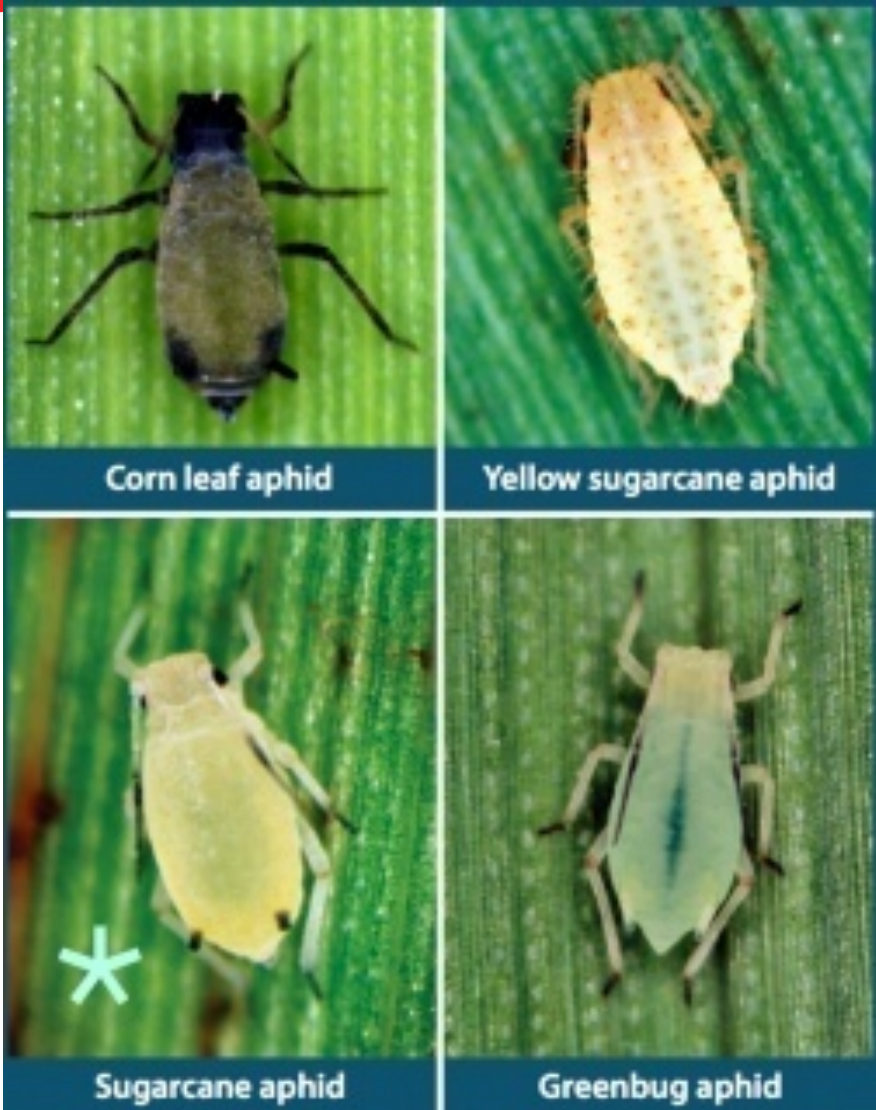 Corn leaf aphid
Yellow sugarcane aphid
Sugarcane aphid
Greenbug aphid